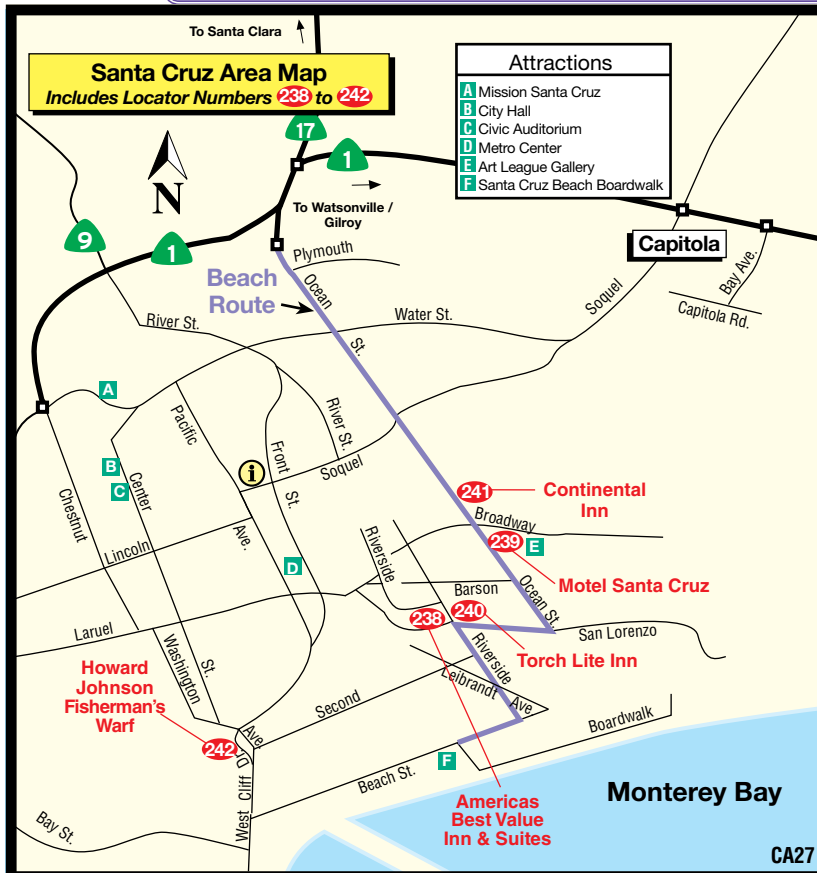 To Santa Clara
Santa Cruz Area Map
Includes Locator Numbers 238 to 242
Attractions
A Mission Santa Cruz
B City Hall
C Civic Auditorium
D Metro Center
E Art League Gallery
F Santa Cruz Beach Boardwalk
17
1
N
To Watsonville /
Gilroy
9
1
Capitola
Plymouth
Beach
Route
Ocean
St.
Bay Ave.
Soquel
Capitola Rd.
River St.
Water St.
A
Pacific
Ave.
River St.
Front
St.
Soquel
i
B
C
Center
St.
Chestnut
241
Continental
Inn
Broadway
239
E
Motel Santa Cruz
Lincoln
D
Riverside
Barson
Ocean St.
238
240
San Lorenzo
Torch Lite Inn
Laruel
Washington
Ave.
Riverside
Ave
Leibrandt
Howard
Johnson
Fisherman's
Warf
242
Second
Boardwalk
F
Beach St.
West Cliff Dr.
Bay St.
Americas
Best Value
Inn & Suites
Monterey Bay
CA27